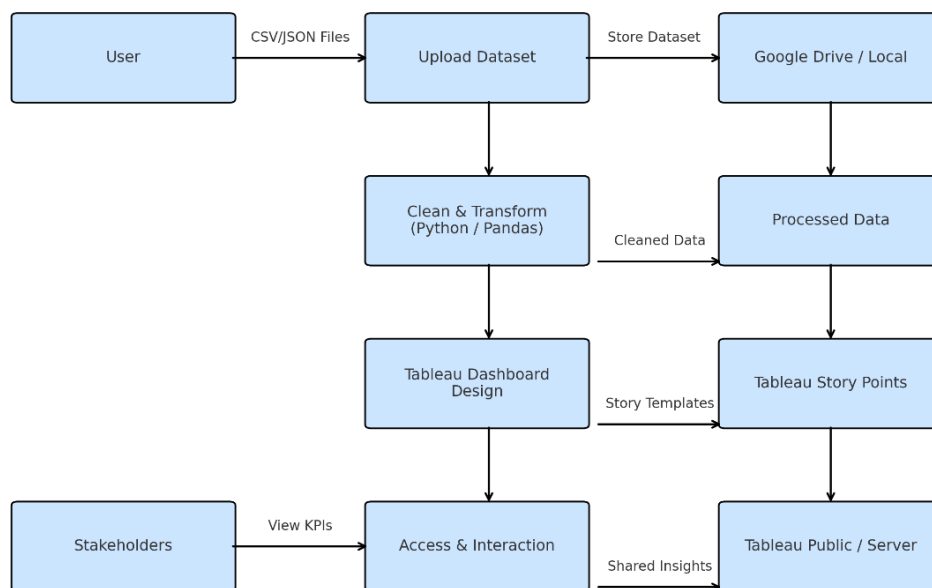 User
CSV/JSON Files
Upload Dataset
Store Dataset
Google Drive / Local
Clean & Transform
(Python / Pandas)
Cleaned Data
Processed Data
Tableau Dashboard
Design
Story Templates
Tableau Story Points
Stakeholders
View KPIs
Access & Interaction
Shared Insights
Tableau Public / Server